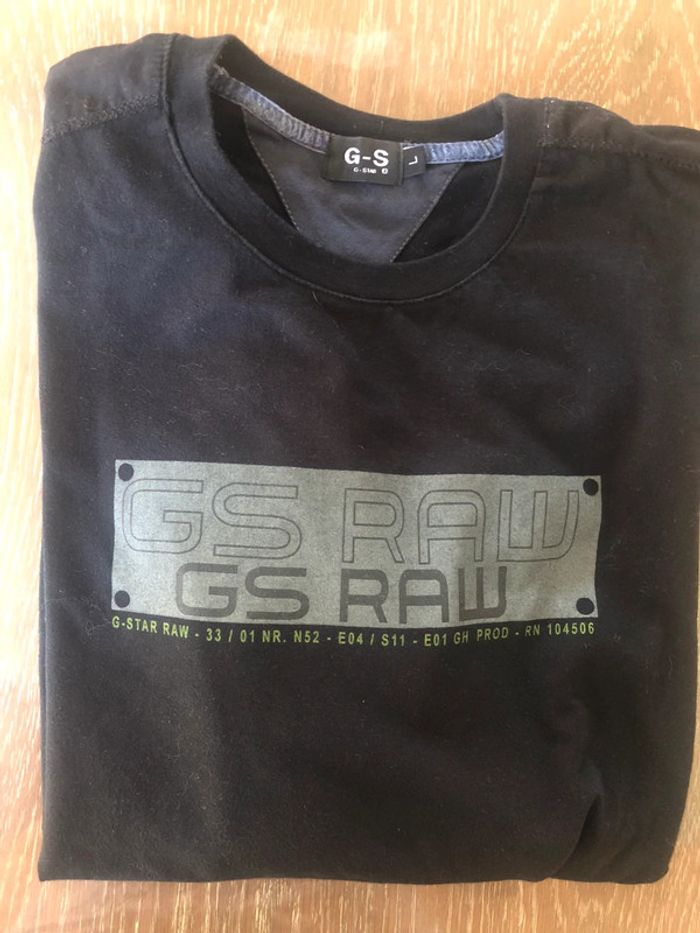 G-S
G-STAR
L
GS RAW
GS RAW
G-STAR RAW - 33 / 01 NR. N52 - E04 / S11 - E01 GH PROD - RN 104506